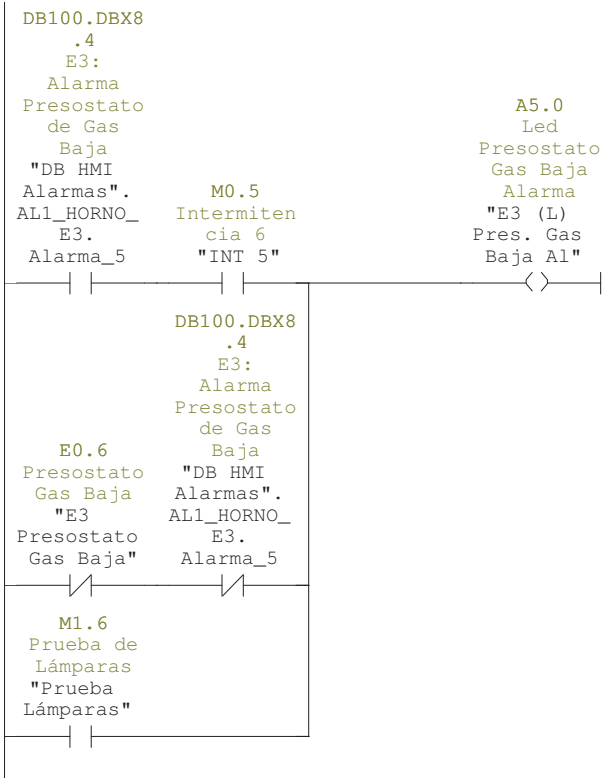 DB100.DBX8
.4
E3:
Alarma
Presostato
de Gas
Baja
"DB HMI
Alarmas".
AL1_HORNO_
E3.
Alarma_5
M0.5
Intermiten
cia 6
"INT 5"
A5.0
Led
Presostato
Gas Baja
Alarma
"E3 (L)
Pres. Gas
Baja Al"
E0.6
Presostato
Gas Baja
"E3
Presostato
Gas Baja"
DB100.DBX8
.4
E3:
Alarma
Presostato
de Gas
Baja
"DB HMI
Alarmas".
AL1_HORNO_
E3.
Alarma_5
M1.6
Prueba de
Lámparas
"Prueba
Lámparas"